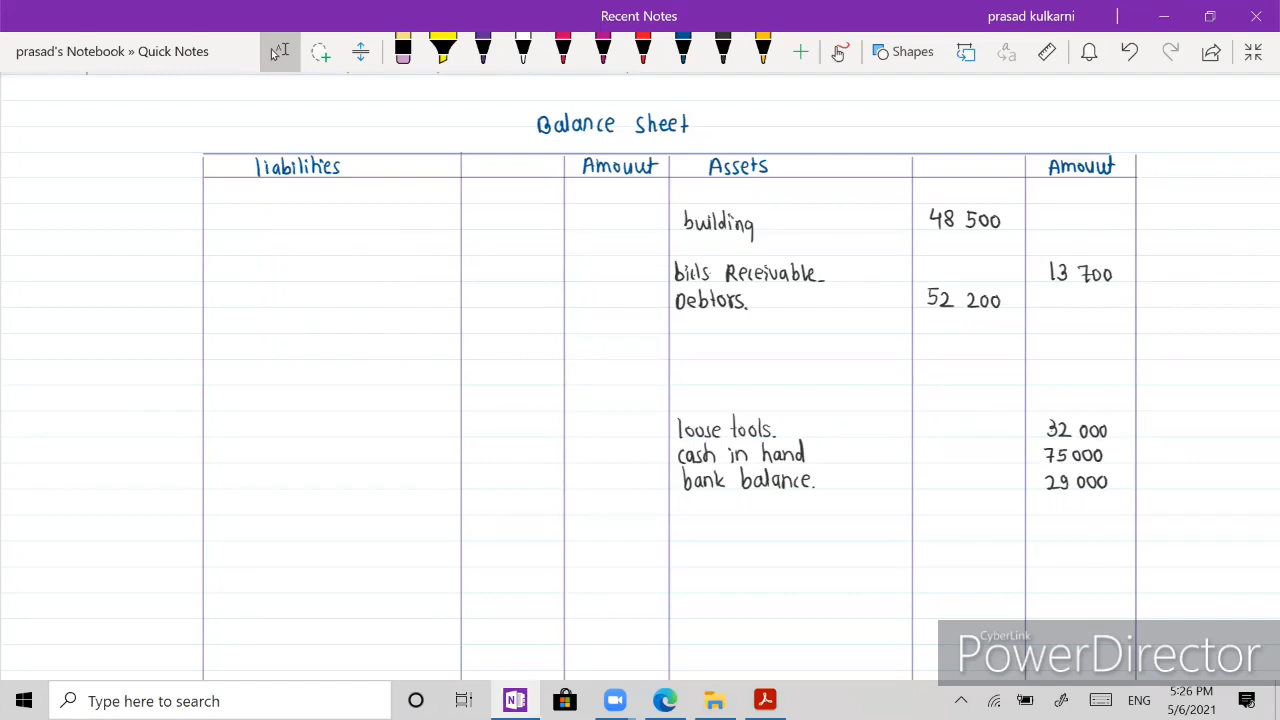 Recent Notes
prasad kulkarni
prasad's Notebook » Quick Notes
Shapes
Balance sheet
liabilities Amount Assets Amount
building 48 500
bills Receivable 13 700
Debtors. 52 200
loose tools. 32 000
cash in hand 75 000
bank balance. 29 000
CyberLink
PowerDirector
Type here to search
ENG
5:26 PM
5/6/2021